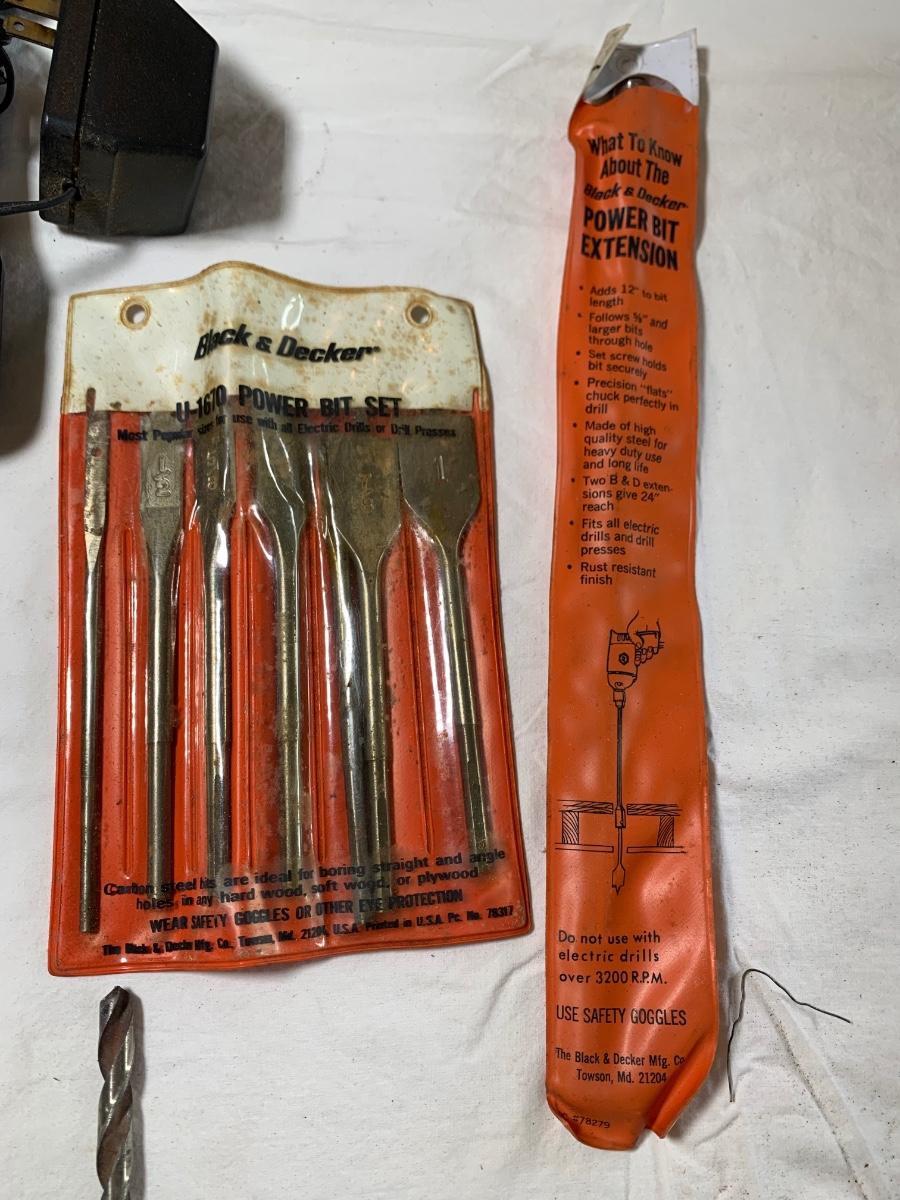 Black & Decker
U-1670 POWER BIT SET
Most Popular sizes for use with all Electric Drills or Drill Presses
1
Carbon steel bits are ideal for boring straight and angle
holes in any hard wood, soft wood, or plywood
WEAR SAFETY GOGGLES OR OTHER EYE PROTECTION
The Black & Decker Mfg. Co., Towson, Md. 21204, U.S.A. Printed in U.S.A. Pc. No. 78317
What To Know
About The
Black & Decker
POWER BIT
EXTENSION
• Adds 12" to bit
length
• Follows ⅝" and
larger bits
through hole
• Set screw holds
bit securely
• Precision "flats"
chuck perfectly in
drill
• Made of high
quality steel for
heavy duty use
and long life
• Two B & D exten-
sions give 24"
reach
• Fits all electric
drills and drill
presses
• Rust resistant
finish
Do not use with
electric drills
over 3200 R.P.M.
USE SAFETY GOGGLES
The Black & Decker Mfg. Co
Towson, Md. 21204
#78279